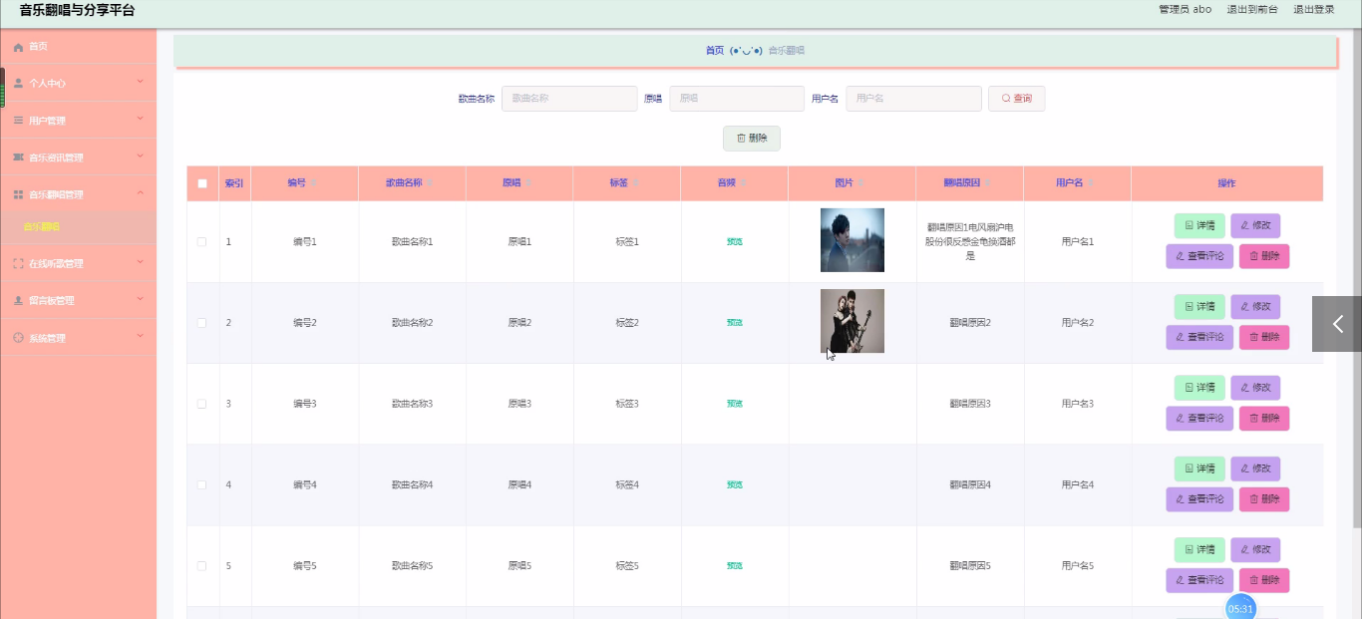 音乐翻唱与分享平台
管理员 abo 退出到前台 退出登录
首页
个人中心
用户管理
音乐资讯管理
音乐翻唱管理
音乐翻唱
在线听歌管理
留言板管理
系统管理
首页 (●'◡'●) 音乐翻唱
歌曲名称 歌曲名称 原唱 原唱 用户名 用户名 查询
删除
索引 编号 歌曲名称 原唱 标签 音频 图片 翻唱原因 用户名 操作
1 编号1 歌曲名称1 原唱1 标签1 预览 翻唱原因1电风扇沪电
股份很反感金龟换酒都
是
用户名1 详情 修改
查看评论 删除
2 编号2 歌曲名称2 原唱2 标签2 预览 翻唱原因2 用户名2 详情 修改
查看评论 删除
3 编号3 歌曲名称3 原唱3 标签3 预览 翻唱原因3 用户名3 详情 修改
查看评论 删除
4 编号4 歌曲名称4 原唱4 标签4 预览 翻唱原因4 用户名4 详情 修改
查看评论 删除
5 编号5 歌曲名称5 原唱5 标签5 预览 翻唱原因5 用户名5 详情 修改
查看评论 删除
05:31